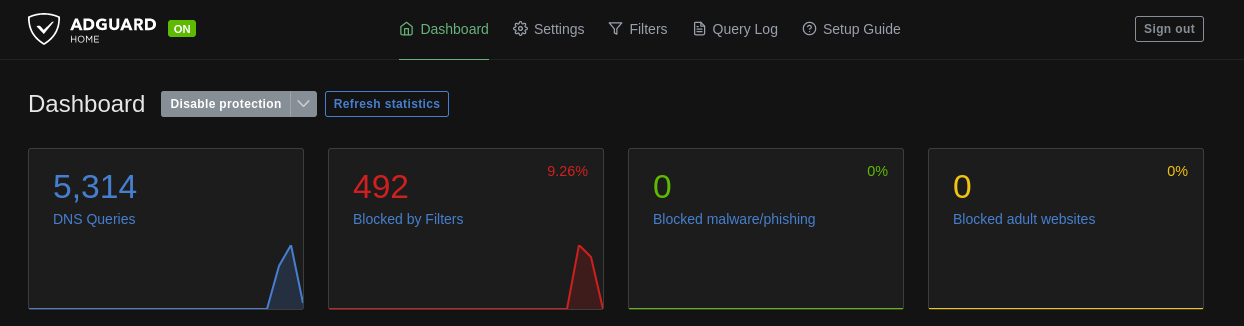 ADGUARD
HOME
ON
Dashboard
Settings
Filters
Query Log
Setup Guide
Sign out
Dashboard
Disable protection
Refresh statistics
5,314
DNS Queries
9.26%
492
Blocked by Filters
0%
0
Blocked malware/phishing
0%
0
Blocked adult websites